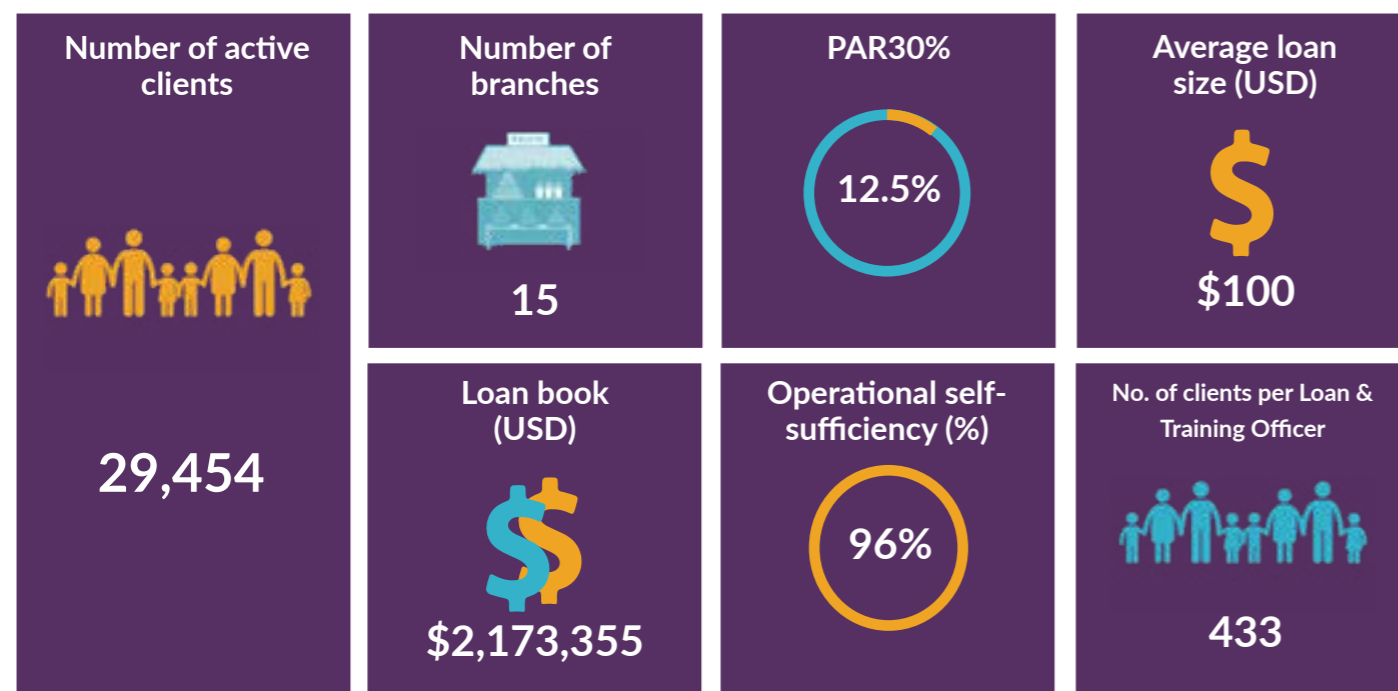 Number of active
clients
29,454
Number of
branches
15
PAR30%
12.5%
Average loan
size (USD)
$100
Loan book
(USD)
$2,173,355
Operational self-
sufficiency (%)
96%
No. of clients per Loan &
Training Officer
433